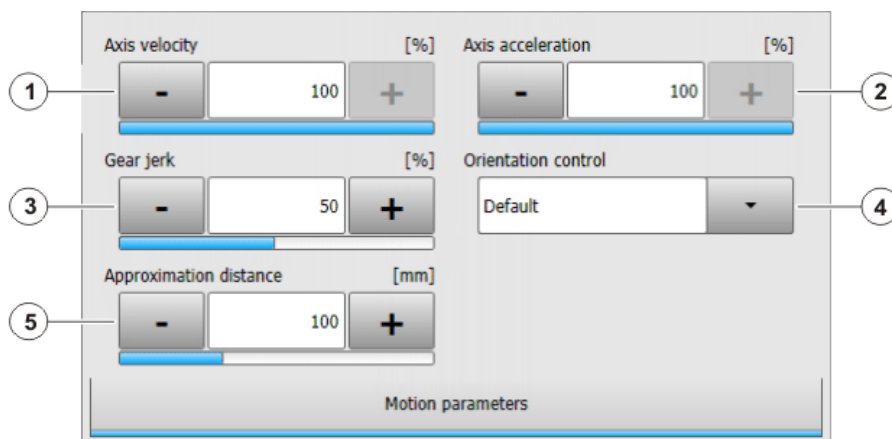 Axis velocity [%] Axis acceleration [%]
1 - 100 + - 100 + 2
Gear jerk [%] Orientation control
3 - 50 + Default 4
Approximation distance [mm]
5 - 100 +
Motion parameters